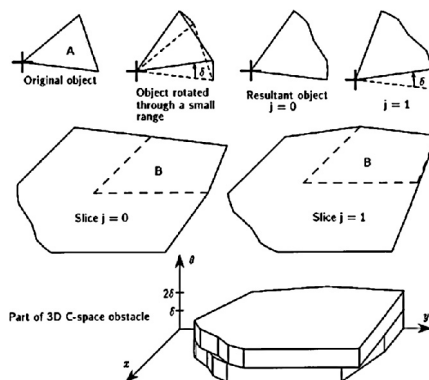 A
Original object
δ
Object rotated
through a small
range
Resultant object
j = 0
δ
j = 1
B
Slice j = 0
B
Slice j = 1
θ
2δ
δ
Part of 3D C-space obstacle
y
x